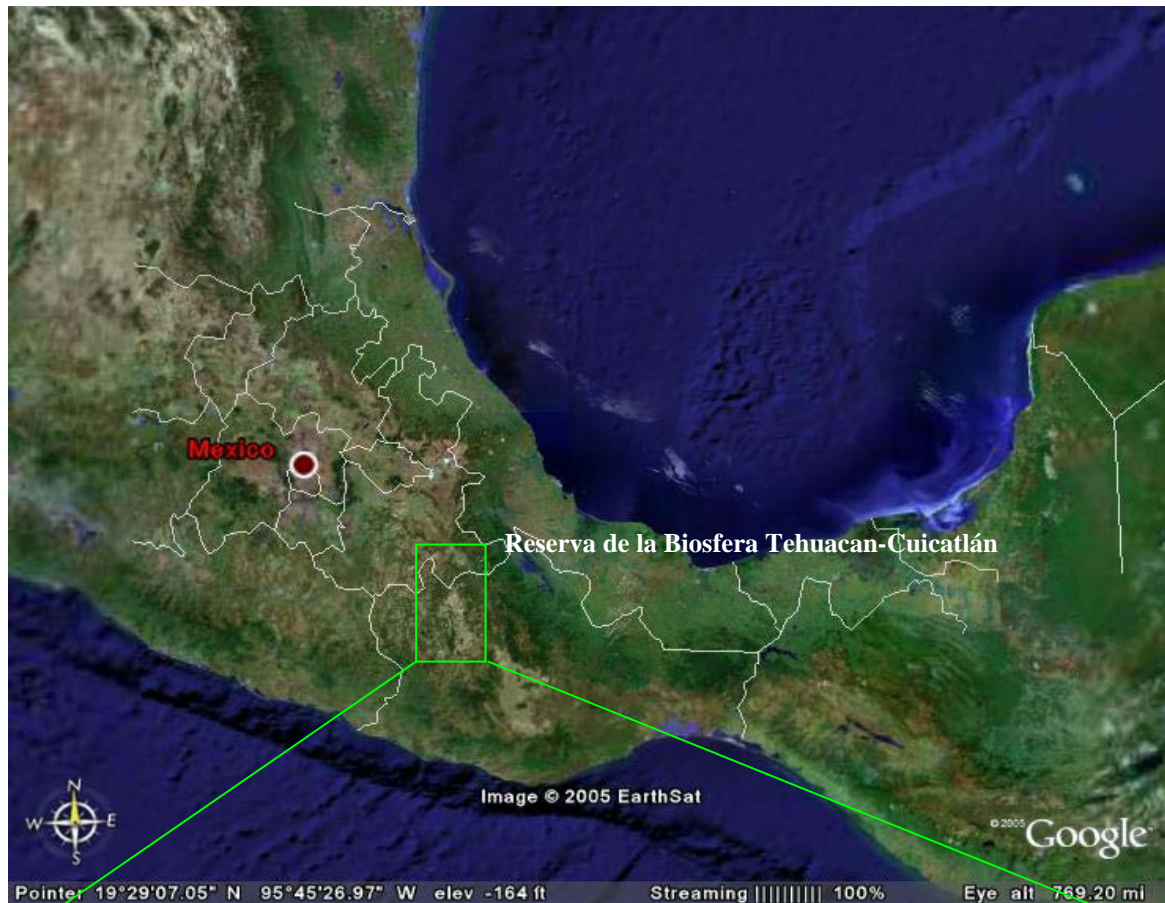 Mexico
Reserva de la Biosfera Tehuacan-Cuicatlán
N
W E
S
Image © 2005 EarthSat
© 2005 Google
Pointer 19°29'07.05" N 95°45'26.97" W elev -164 ft Streaming |||||||||| 100% Eye alt 769.20 mi